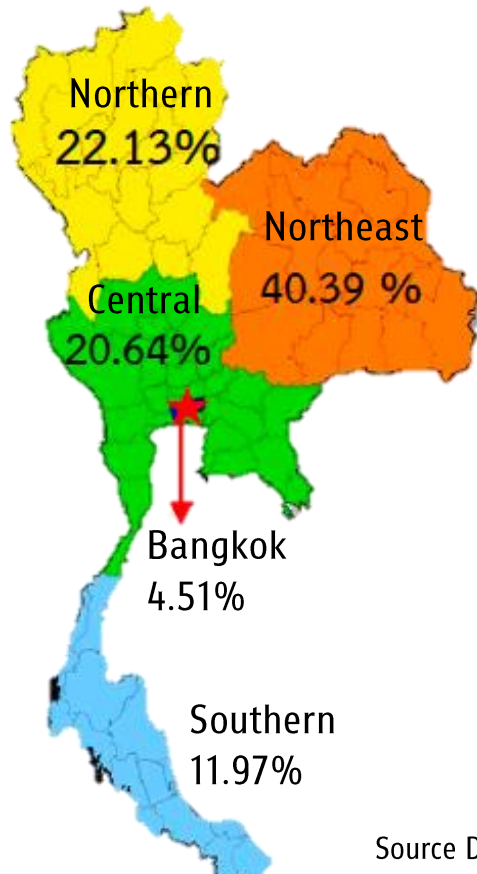 Northern
22.13%
Northeast
40.39 %
Central
20.64%
Bangkok
4.51%
Southern
11.97%
Source D